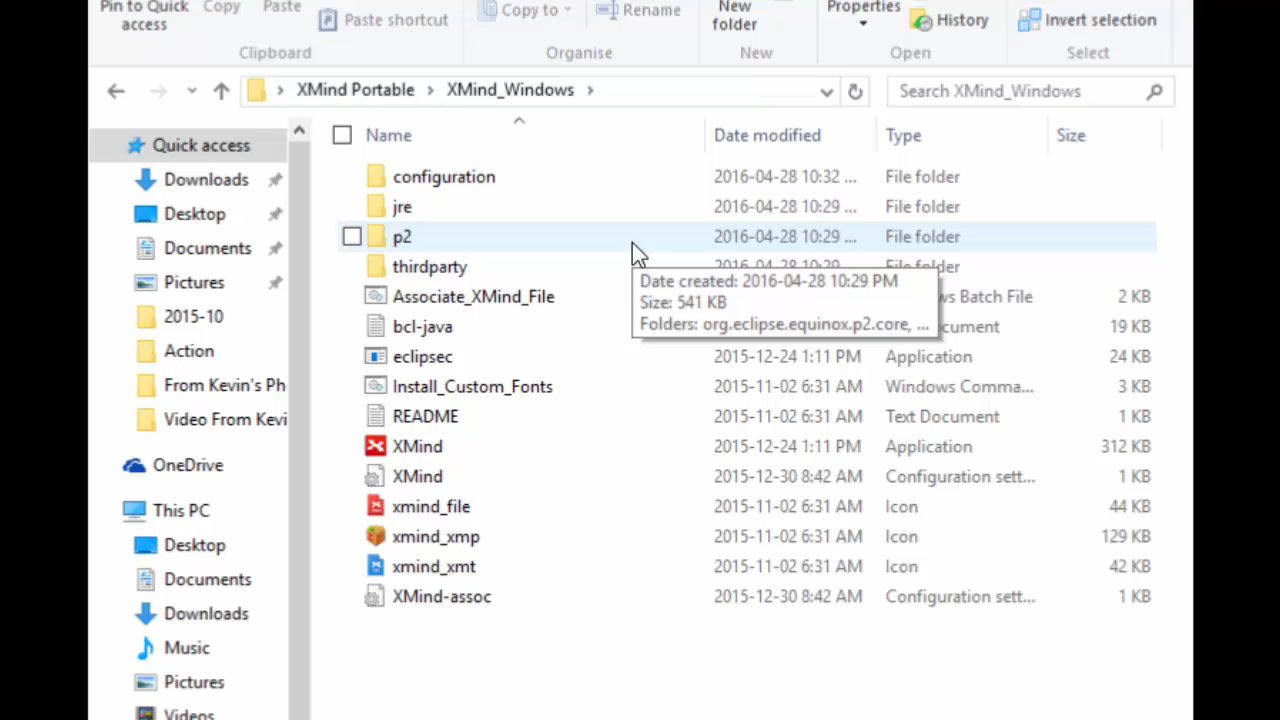 Pin to Quick access
Copy
Paste
Paste shortcut
Copy to
Rename
New folder
Properties
History
Invert selection
Clipboard
Organise
New
Open
Select
XMind Portable
XMind_Windows
Search XMind_Windows
Name
Date modified
Type
Size
Quick access
Downloads
Desktop
Documents
Pictures
2015-10
Action
From Kevin's Ph
Video From Kevi
OneDrive
This PC
Desktop
Documents
Downloads
Music
Pictures
Videos
configuration 2016-04-28 10:32 ... File folder
jre 2016-04-28 10:29 ... File folder
p2 2016-04-28 10:29 ... File folder
thirdparty 2016-04-28 10:29 folder
Associate_XMind_File s Batch File 2 KB
bcl-java ocument 19 KB
eclipsec 2015-12-24 1:11 PM Application 24 KB
Install_Custom_Fonts 2015-11-02 6:31 AM Windows Comma... 3 KB
README 2015-11-02 6:31 AM Text Document 1 KB
XMind 2015-12-24 1:11 PM Application 312 KB
XMind 2015-12-30 8:42 AM Configuration sett... 1 KB
xmind_file 2015-11-02 6:31 AM Icon 44 KB
xmind_xmp 2015-11-02 6:31 AM Icon 129 KB
xmind_xmt 2015-11-02 6:31 AM Icon 42 KB
XMind-assoc 2015-12-30 8:42 AM Configuration sett... 1 KB
Date created: 2016-04-28 10:29 PM
Size: 541 KB
Folders: org.eclipse.equinox.p2.core, ...